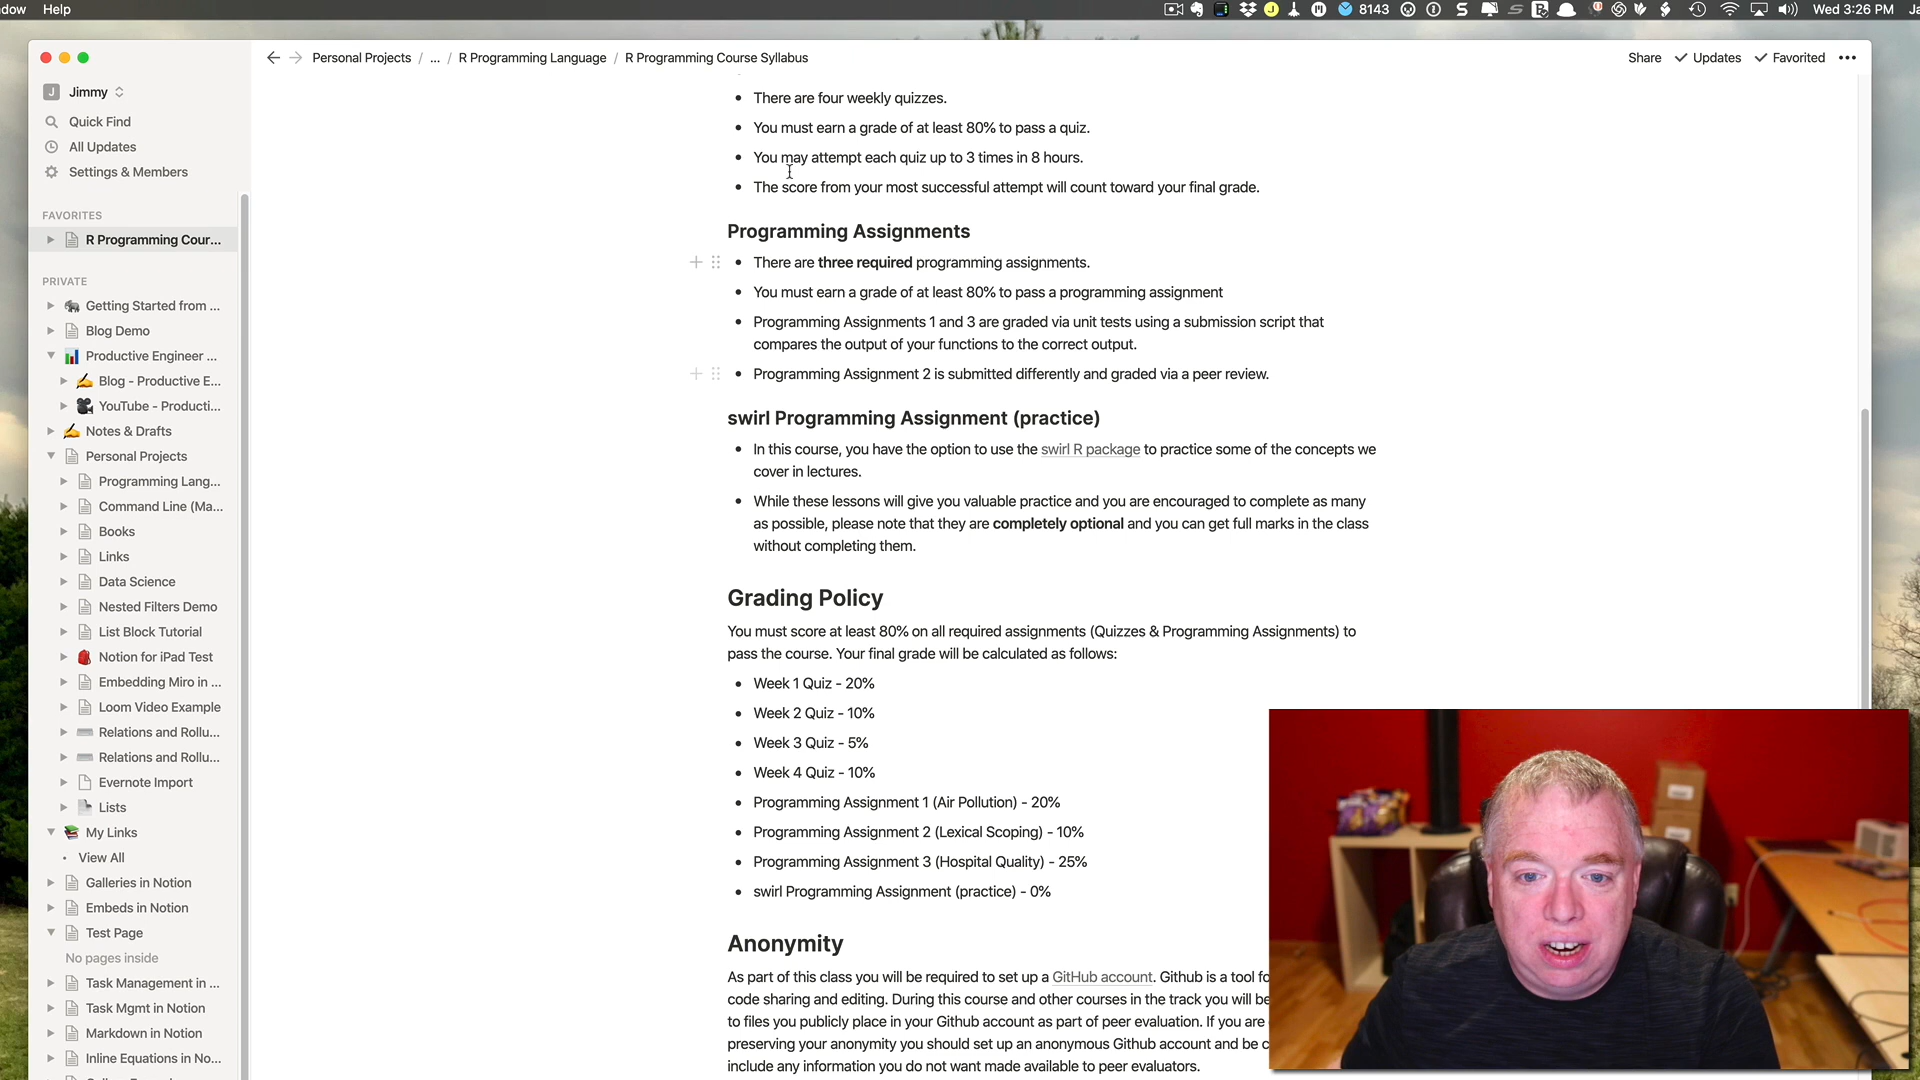 dow Help
8143
Wed 3:26 PM Ja
Personal Projects / ... / R Programming Language / R Programming Course Syllabus
Share Updates Favorited •••
J Jimmy
Quick Find
All Updates
Settings & Members
FAVORITES
R Programming Cour...
PRIVATE
Getting Started from ...
Blog Demo
Productive Engineer ...
Blog - Productive E...
YouTube - Producti...
Notes & Drafts
Personal Projects
Programming Lang...
Command Line (Ma...
Books
Links
Data Science
Nested Filters Demo
List Block Tutorial
Notion for iPad Test
Embedding Miro in ...
Loom Video Example
Relations and Rollu...
Relations and Rollu...
Evernote Import
Lists
My Links
• View All
Galleries in Notion
Embeds in Notion
Test Page
No pages inside
Task Management in ...
Task Mgmt in Notion
Markdown in Notion
Inline Equations in No...
• There are four weekly quizzes.
• You must earn a grade of at least 80% to pass a quiz.
• You may attempt each quiz up to 3 times in 8 hours.
• The score from your most successful attempt will count toward your final grade.
Programming Assignments
• There are three required programming assignments.
• You must earn a grade of at least 80% to pass a programming assignment
• Programming Assignments 1 and 3 are graded via unit tests using a submission script that
compares the output of your functions to the correct output.
• Programming Assignment 2 is submitted differently and graded via a peer review.
swirl Programming Assignment (practice)
• In this course, you have the option to use the swirl R package to practice some of the concepts we
cover in lectures.
• While these lessons will give you valuable practice and you are encouraged to complete as many
as possible, please note that they are completely optional and you can get full marks in the class
without completing them.
Grading Policy
You must score at least 80% on all required assignments (Quizzes & Programming Assignments) to
pass the course. Your final grade will be calculated as follows:
• Week 1 Quiz - 20%
• Week 2 Quiz - 10%
• Week 3 Quiz - 5%
• Week 4 Quiz - 10%
• Programming Assignment 1 (Air Pollution) - 20%
• Programming Assignment 2 (Lexical Scoping) - 10%
• Programming Assignment 3 (Hospital Quality) - 25%
• swirl Programming Assignment (practice) - 0%
Anonymity
As part of this class you will be required to set up a GitHub account. Github is a tool fo
code sharing and editing. During this course and other courses in the track you will be
to files you publicly place in your Github account as part of peer evaluation. If you are
preserving your anonymity you should set up an anonymous Github account and be c
include any information you do not want made available to peer evaluators.